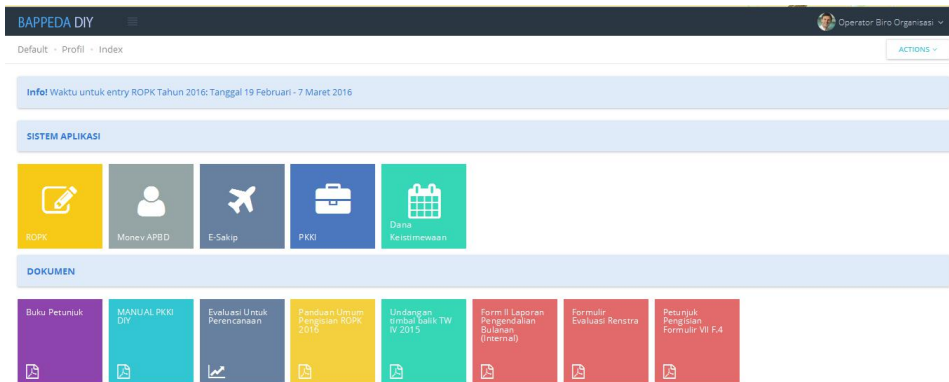 BAPPEDA DIY
Operator Biro Organisasi
Default - Profil - Index
ACTIONS
Info! Waktu untuk entry ROPK Tahun 2016: Tanggal 19 Februari - 7 Maret 2016
SISTEM APLIKASI
ROPK
Monev APBD
E-Sakip
PKKI
Dana
Keistimewaan
DOKUMEN
Buku Petunjuk
MANUAL PKKI
DIY
Evaluasi Untuk
Perencanaan
Panduan Umum
Pengisian ROPK
2016
Undangan
timbal balik TW
IV 2015
Form II Laporan
Pengendalian
Bulanan
(Internal)
Formulir
Evaluasi Renstra
Petunjuk
Pengisian
Formulir VII F.4